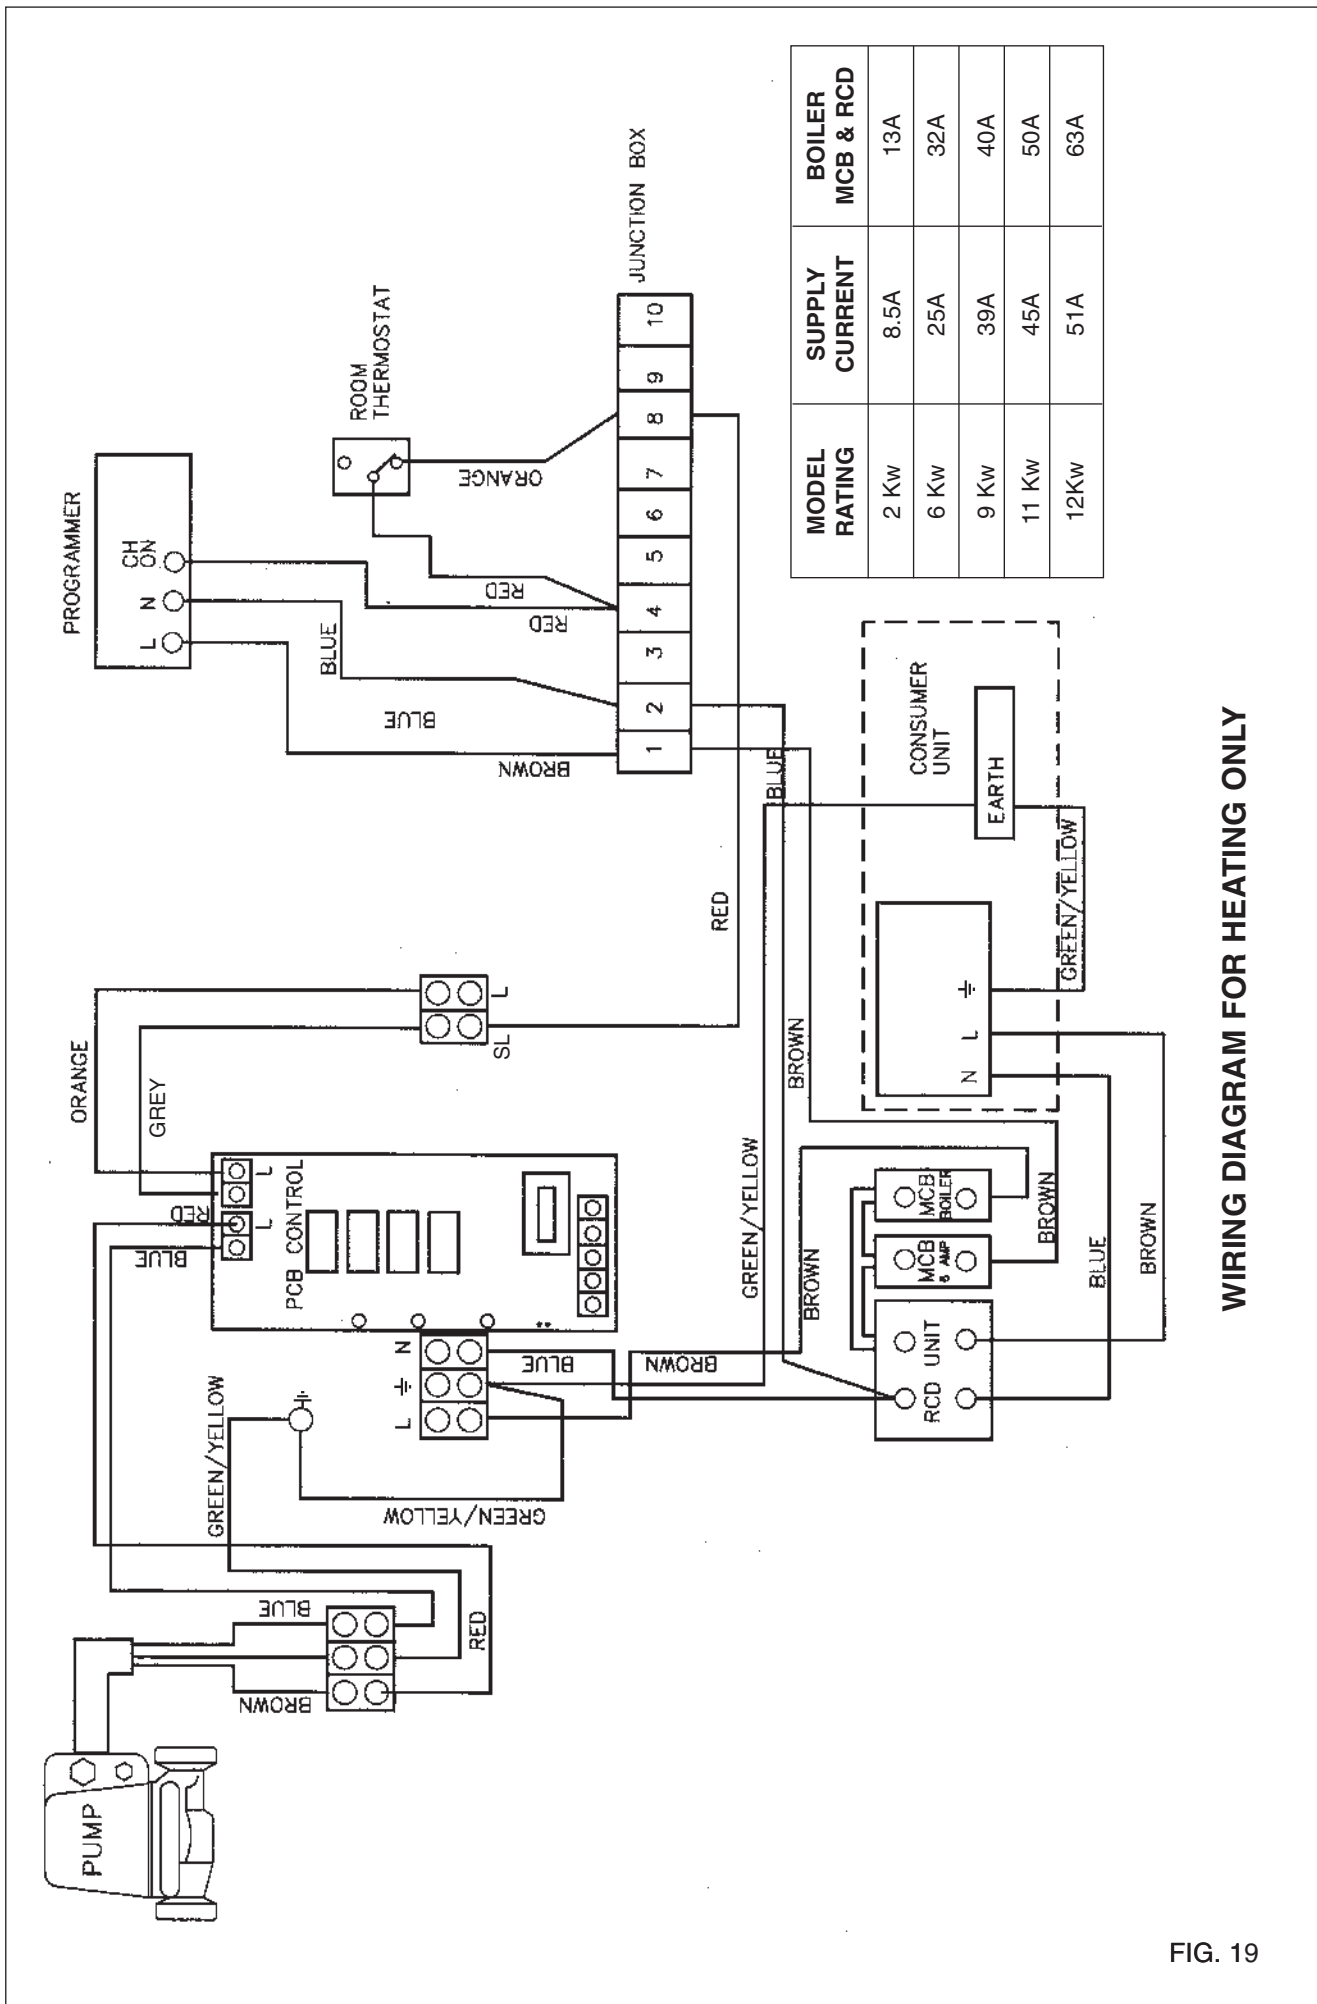 PUMP
BROWN
BLUE
RED
GREEN/YELLOW
GREEN/YELLOW
BLUE
RED
ORANGE
GREY
PCB CONTROL
L
L
**
N
L
BLUE
BROWN
SL
L
RED
GREEN/YELLOW
BROWN
BROWN
BLUE
PROGRAMMER
L
N
CH
ON
BLUE
BLUE
BROWN
RED
RED
ROOM
THERMOSTAT
ORANGE
JUNCTION BOX
1 2 3 4 5 6 7 8 9 10
RCD UNIT
MCB
6 AMP
MCB
BOILER
BROWN
BLUE
BROWN
N
L
GREEN/YELLOW
EARTH
CONSUMER
UNIT
MODEL RATING SUPPLY CURRENT BOILER MCB & RCD
2 Kw 8.5A 13A
6 Kw 25A 32A
9 Kw 39A 40A
11 Kw 45A 50A
12Kw 51A 63A
WIRING DIAGRAM FOR HEATING ONLY
FIG. 19